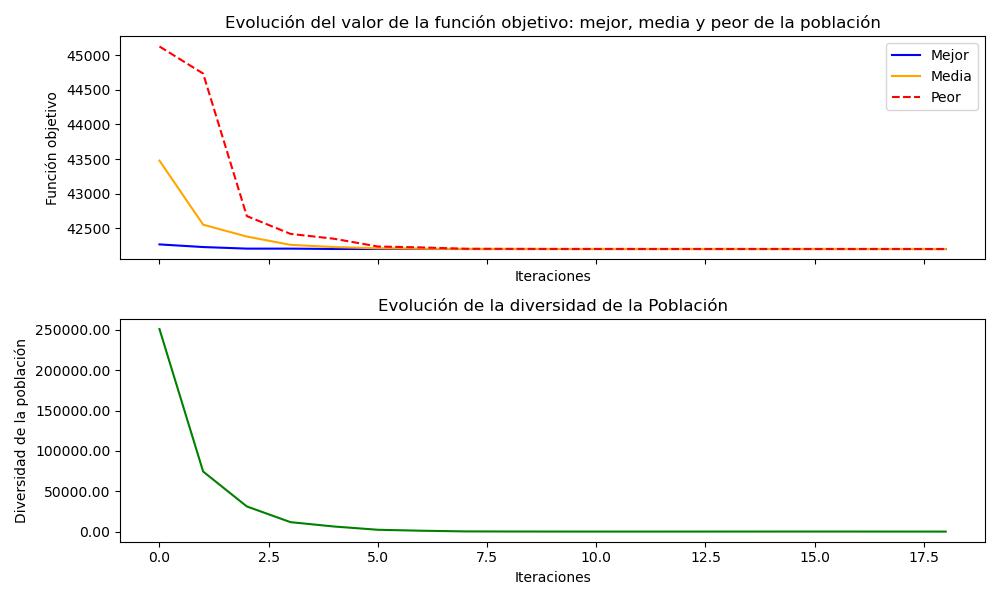 Evolución del valor de la función objetivo: mejor, media y peor de la población
Función objetivo
45000
44500
44000
43500
43000
42500
Mejor
Media
Peor
Iteraciones
Evolución de la diversidad de la Población
Diversidad de la población
250000.00
200000.00
150000.00
100000.00
50000.00
0.00
0.0 2.5 5.0 7.5 10.0 12.5 15.0 17.5
Iteraciones